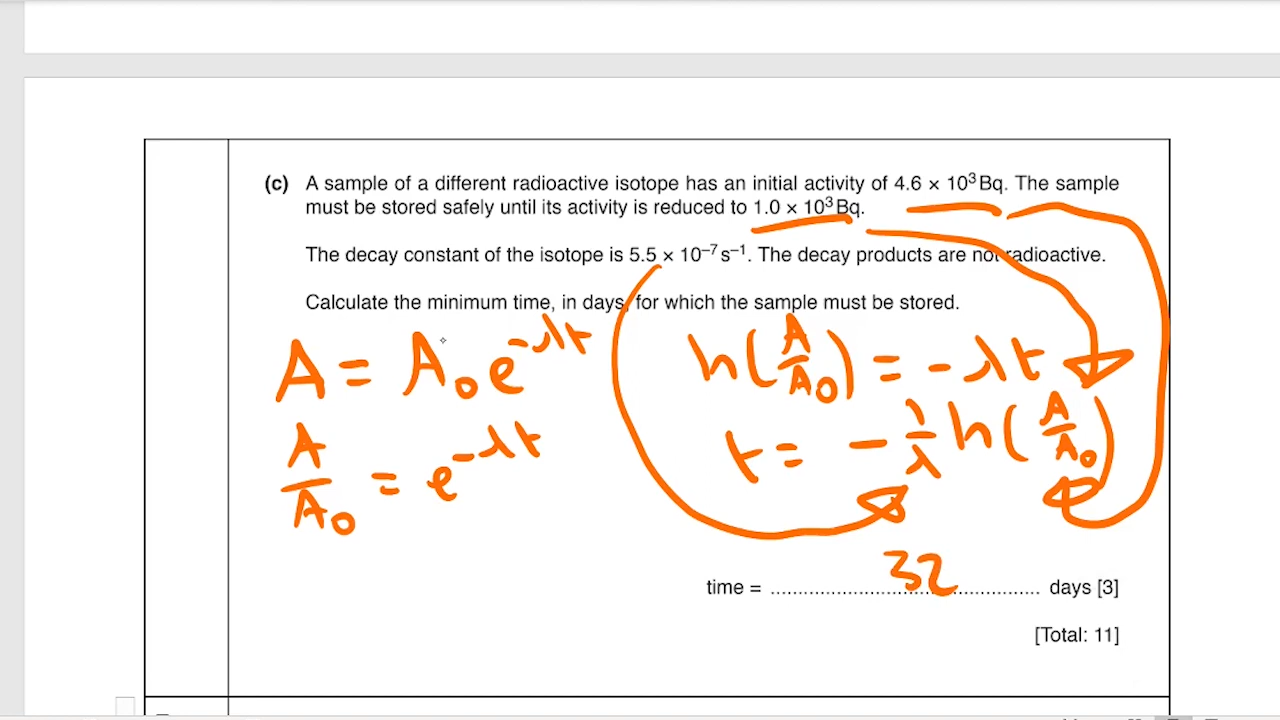 (c) A sample of a different radioactive isotope has an initial activity of 4.6 × 10³ Bq. The sample
must be stored safely until its activity is reduced to 1.0 × 10³ Bq.
The decay constant of the isotope is 5.5 × 10⁻⁷ s⁻¹. The decay products are not radioactive.
Calculate the minimum time, in days, for which the sample must be stored.
A = A₀e^-λt
A/A₀ = e^-λt
ln(A/A₀) = -λt
t = -1/λ ln(A/A₀)
time = 32 days [3]
[Total: 11]